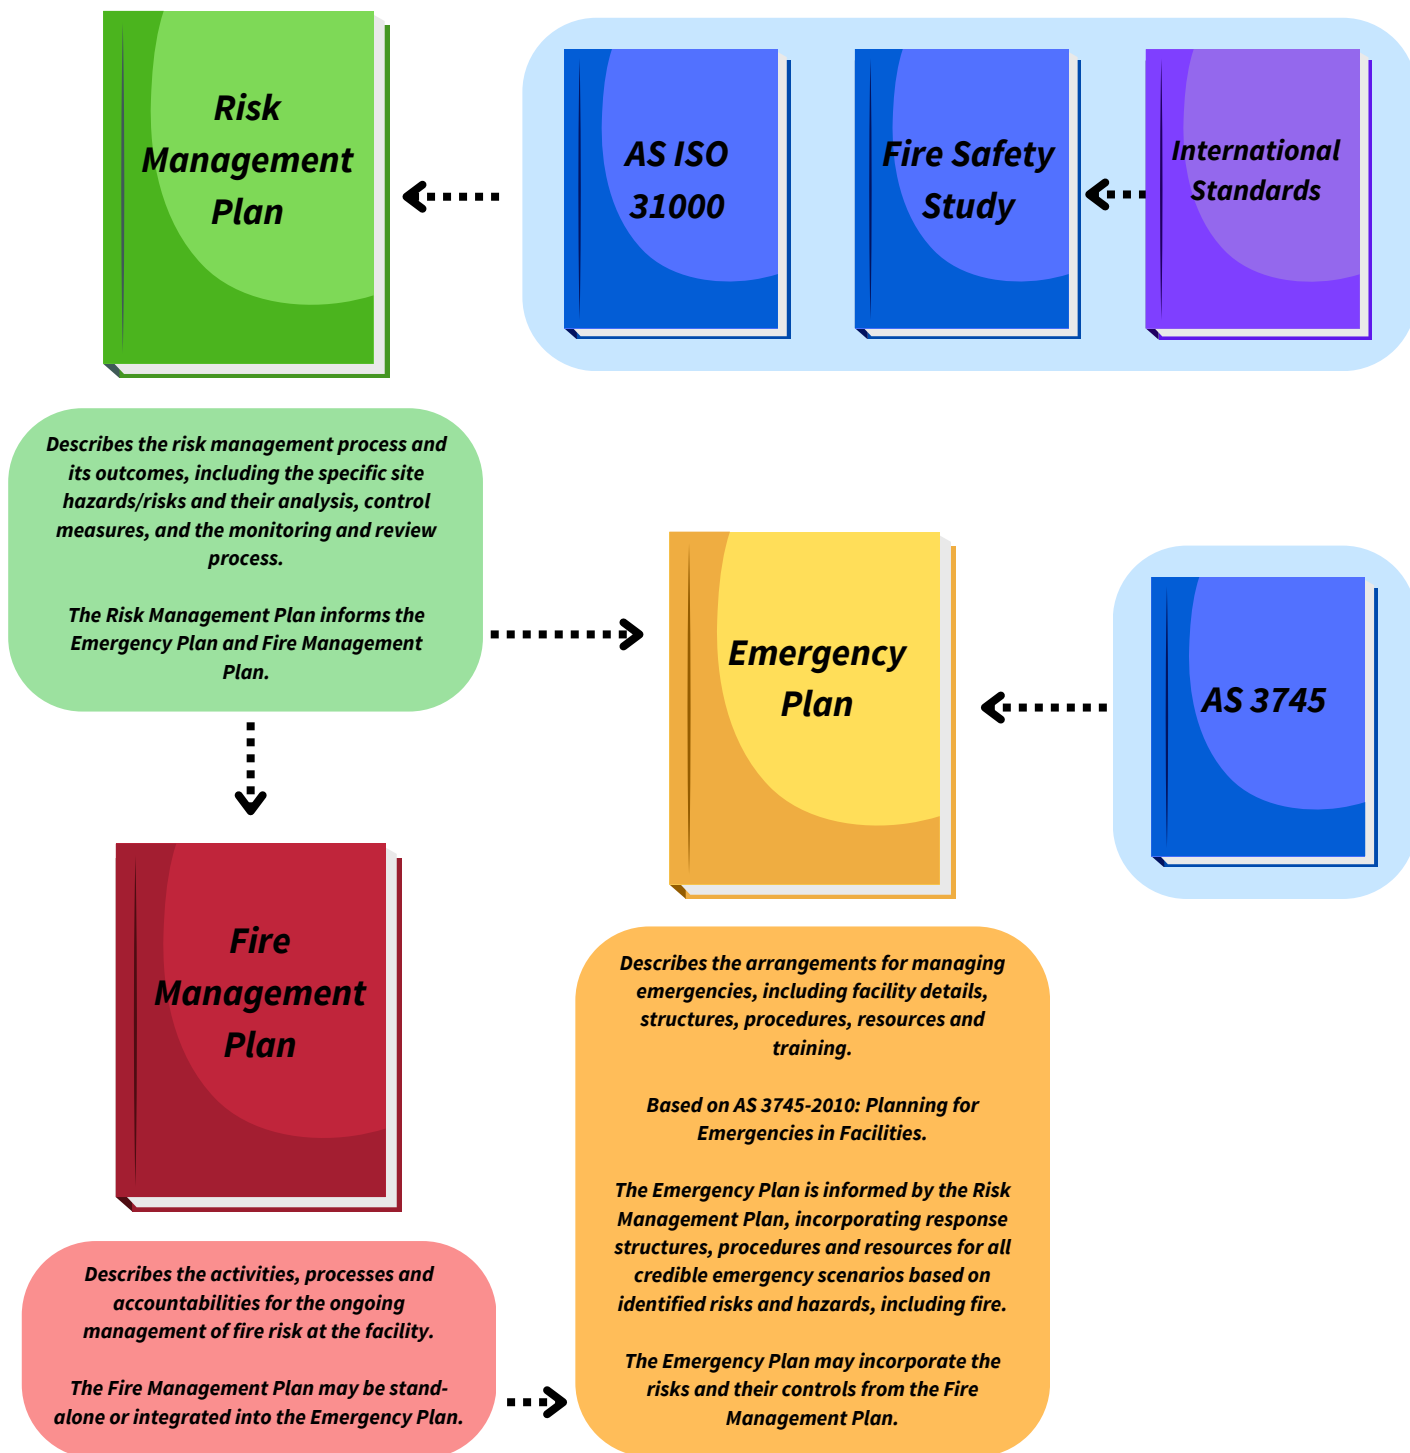 Risk
Management
Plan
AS ISO
31000
Fire Safety
Study
International
Standards
Describes the risk management process and
its outcomes, including the specific site
hazards/risks and their analysis, control
measures, and the monitoring and review
process.
The Risk Management Plan informs the
Emergency Plan and Fire Management
Plan.
Emergency
Plan
AS 3745
Fire
Management
Plan
Describes the arrangements for managing
emergencies, including facility details,
structures, procedures, resources and
training.
Based on AS 3745-2010: Planning for
Emergencies in Facilities.
The Emergency Plan is informed by the Risk
Management Plan, incorporating response
structures, procedures and resources for all
credible emergency scenarios based on
identified risks and hazards, including fire.
The Emergency Plan may incorporate the
risks and their controls from the Fire
Management Plan.
Describes the activities, processes and
accountabilities for the ongoing
management of fire risk at the facility.
The Fire Management Plan may be stand-
alone or integrated into the Emergency Plan.